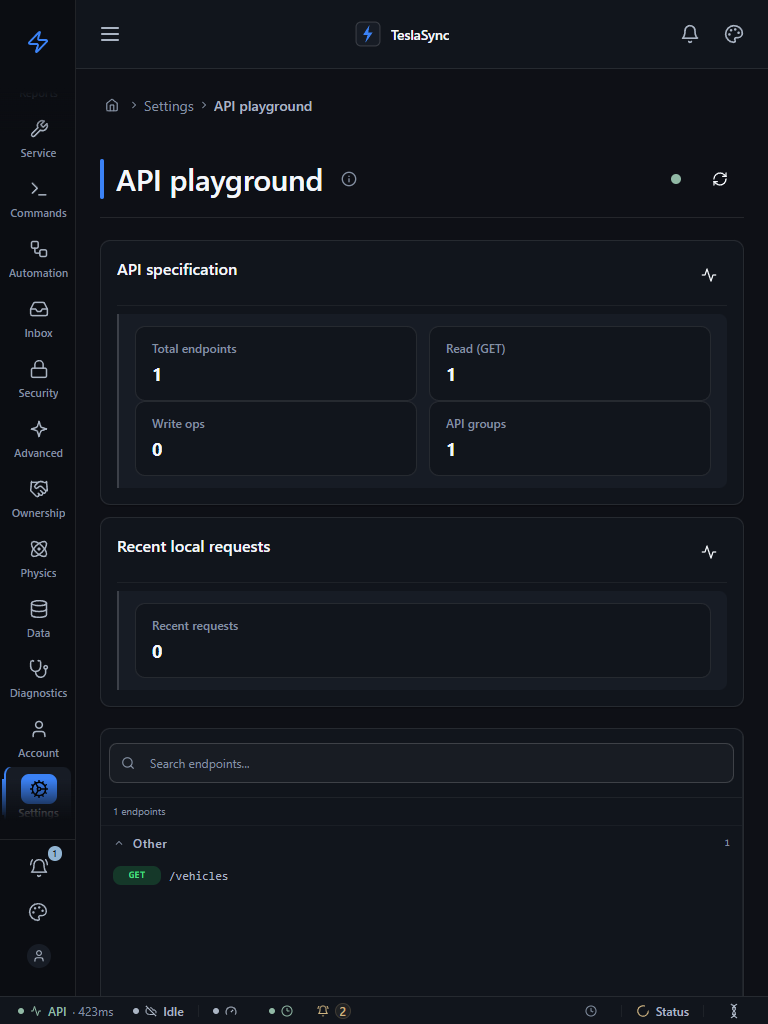 TeslaSync
Settings
API playground
Service
Commands
Automation
Inbox
Security
Advanced
Ownership
Physics
Data
Diagnostics
Account
Settings
1
API playground
API specification
Total endpoints
1
Read (GET)
1
Write ops
0
API groups
1
Recent local requests
Recent requests
0
Search endpoints...
1 endpoints
Other
1
GET /vehicles
API · 423ms
Idle
2
Status